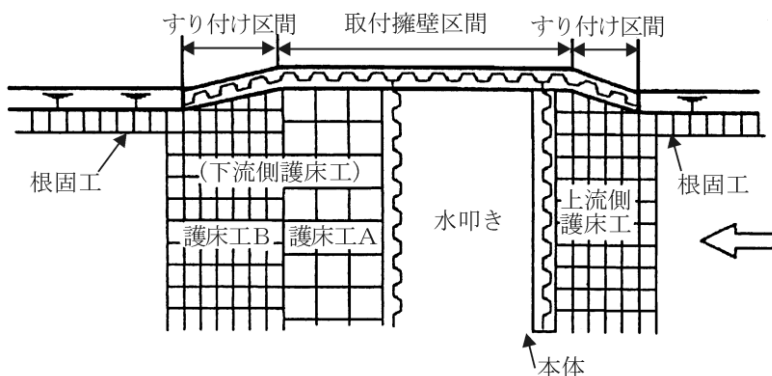 すり付け区間
取付擁壁区間
すり付け区間
根固工
(下流側護床工)
護床工B
護床工A
水叩き
上流側
護床工
根固工
本体